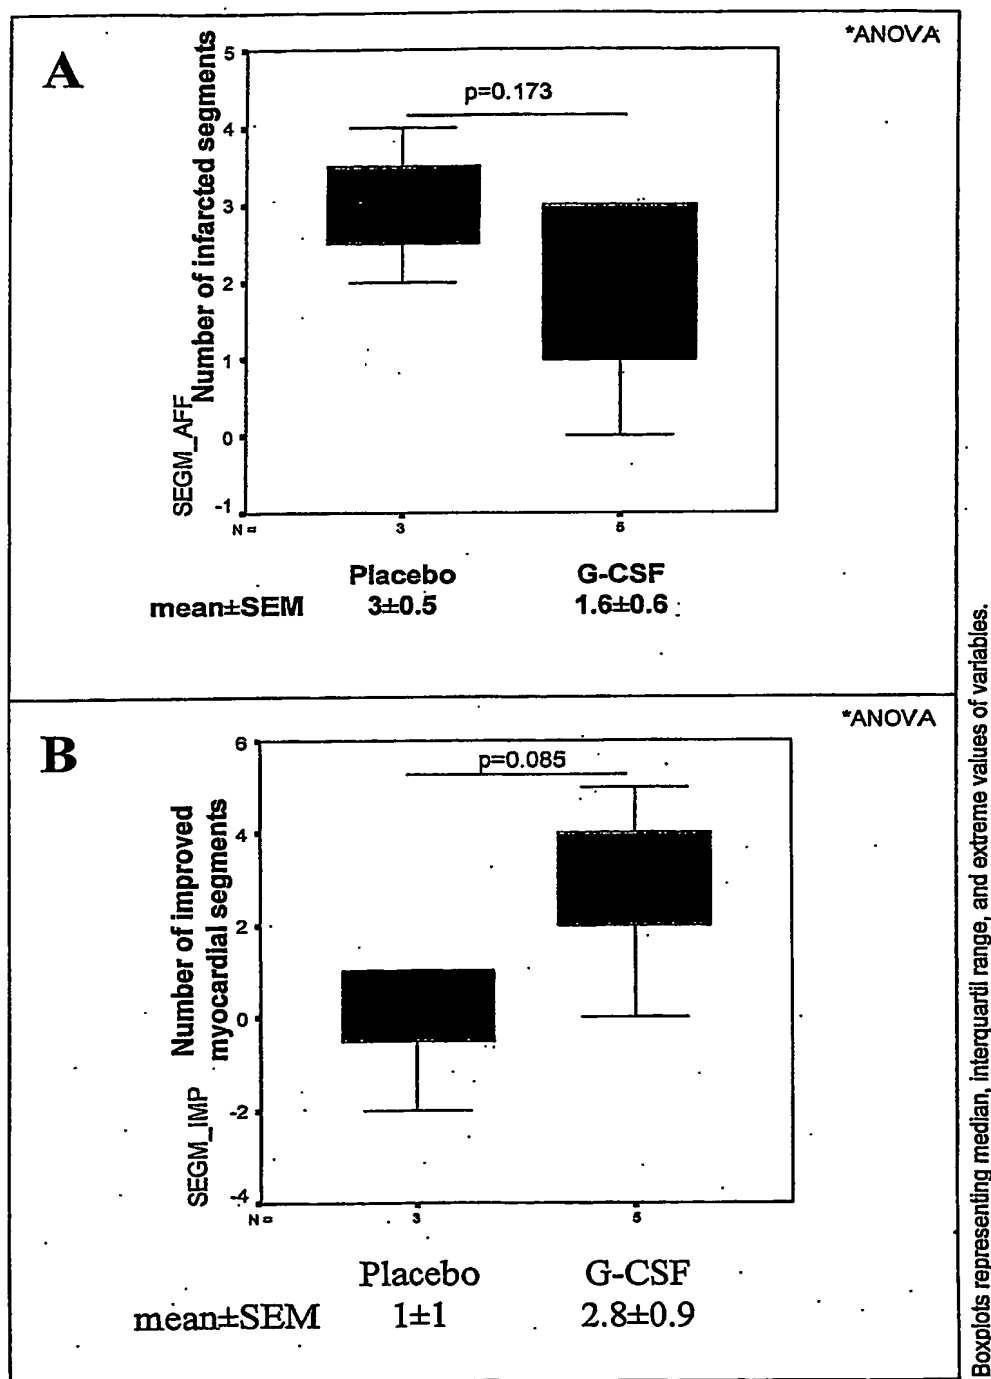 *ANOVA
A
Number of infarcted segments
SEGM_AFF
5
p=0.173
4
3
2
1
0
-1
N = 3 5
Placebo G-CSF
mean±SEM 3±0.5 1.6±0.6
*ANOVA
B
Number of improved
myocardial segments
SEGM_IMP
6
p=0.085
4
2
0
-2
-4
N = 3 5
Placebo G-CSF
mean±SEM 1±1 2.8±0.9
Boxplots representing median, interquartil range, and extreme values of variables.